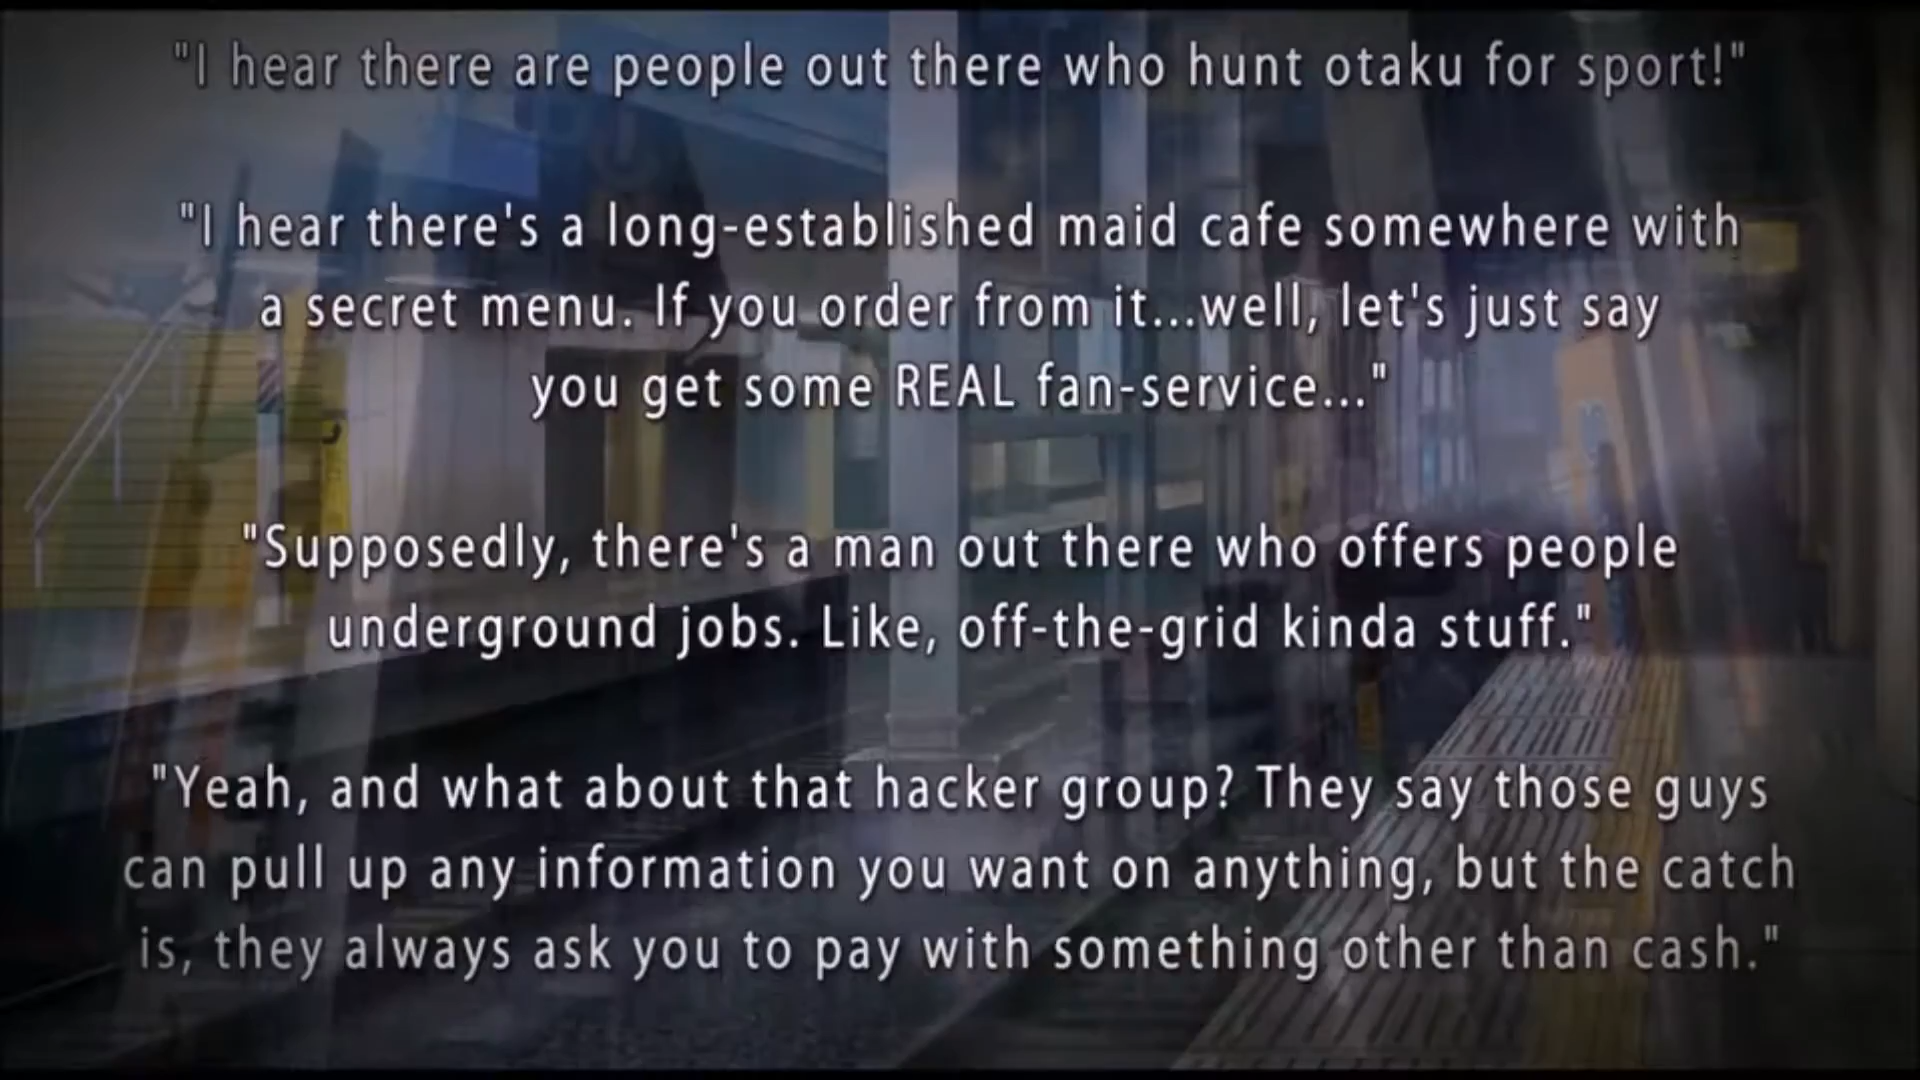 "I hear there are people out there who hunt otaku for sport!"
"I hear there's a long-established maid cafe somewhere with
a secret menu. If you order from it...well, let's just say
you get some REAL fan-service..."
"Supposedly, there's a man out there who offers people
underground jobs. Like, off-the-grid kinda stuff."
"Yeah, and what about that hacker group? They say those guys
can pull up any information you want on anything, but the catch
is, they always ask you to pay with something other than cash."